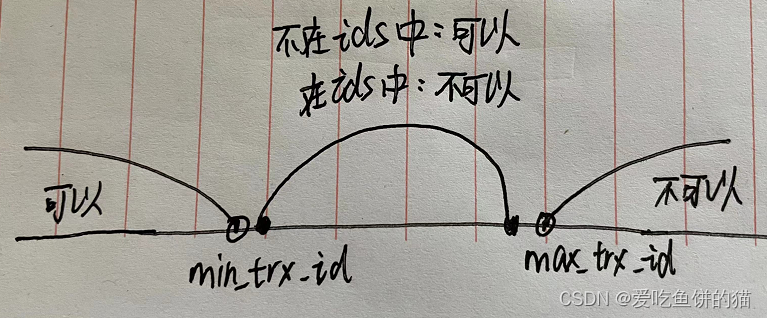 不在ids中：可以
在ids中：不可以
可以
不可以
min_trx_id
max_trx_id
CSDN @爱吃鱼饼的猫